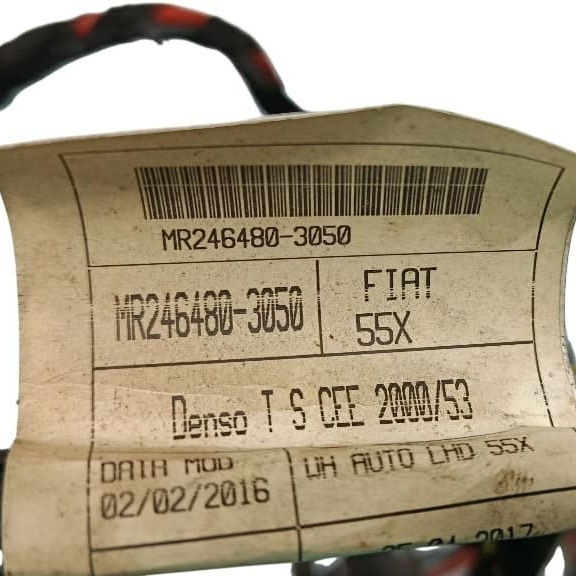 MR246480-3050
MR246480-3050
FIAT
55X
Denso T S CEE 2000/53
DATA MOD
02/02/2016
WH AUTO LHD 55X
2017